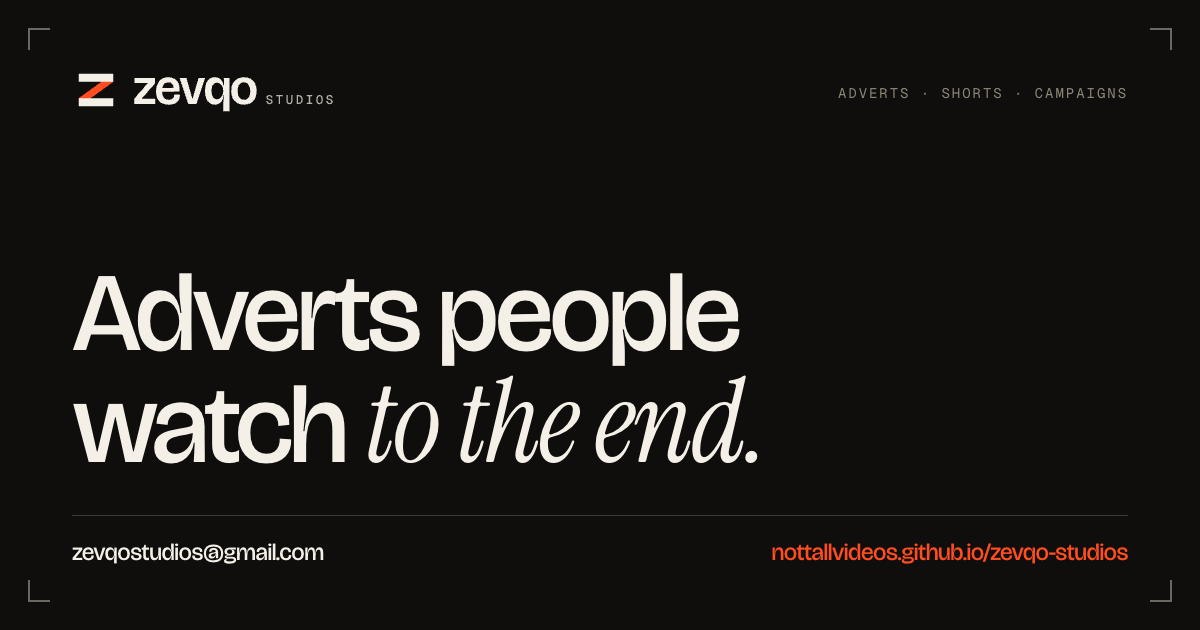 zevqo STUDIOS
ADVERTS · SHORTS · CAMPAIGNS
Adverts people
watch to the end.
zevqostudios@gmail.com
nottallvideos.github.io/zevqo-studios